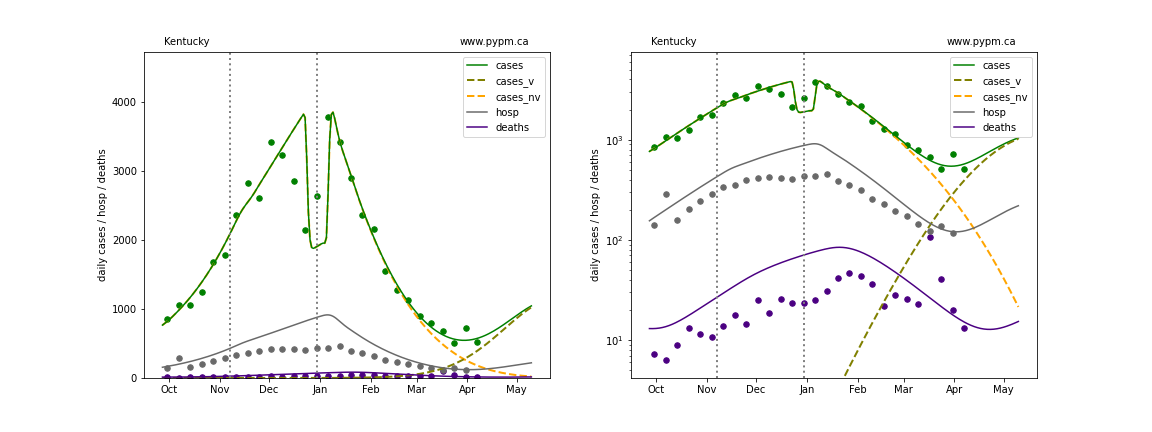 Kentucky www.pypm.ca
cases
cases_v
cases_nv
hosp
deaths
daily cases / hosp / deaths
4000
3000
2000
1000
0
Oct Nov Dec Jan Feb Mar Apr May
Kentucky www.pypm.ca
cases
cases_v
cases_nv
hosp
deaths
daily cases / hosp / deaths
10³
10²
10¹
Oct Nov Dec Jan Feb Mar Apr May